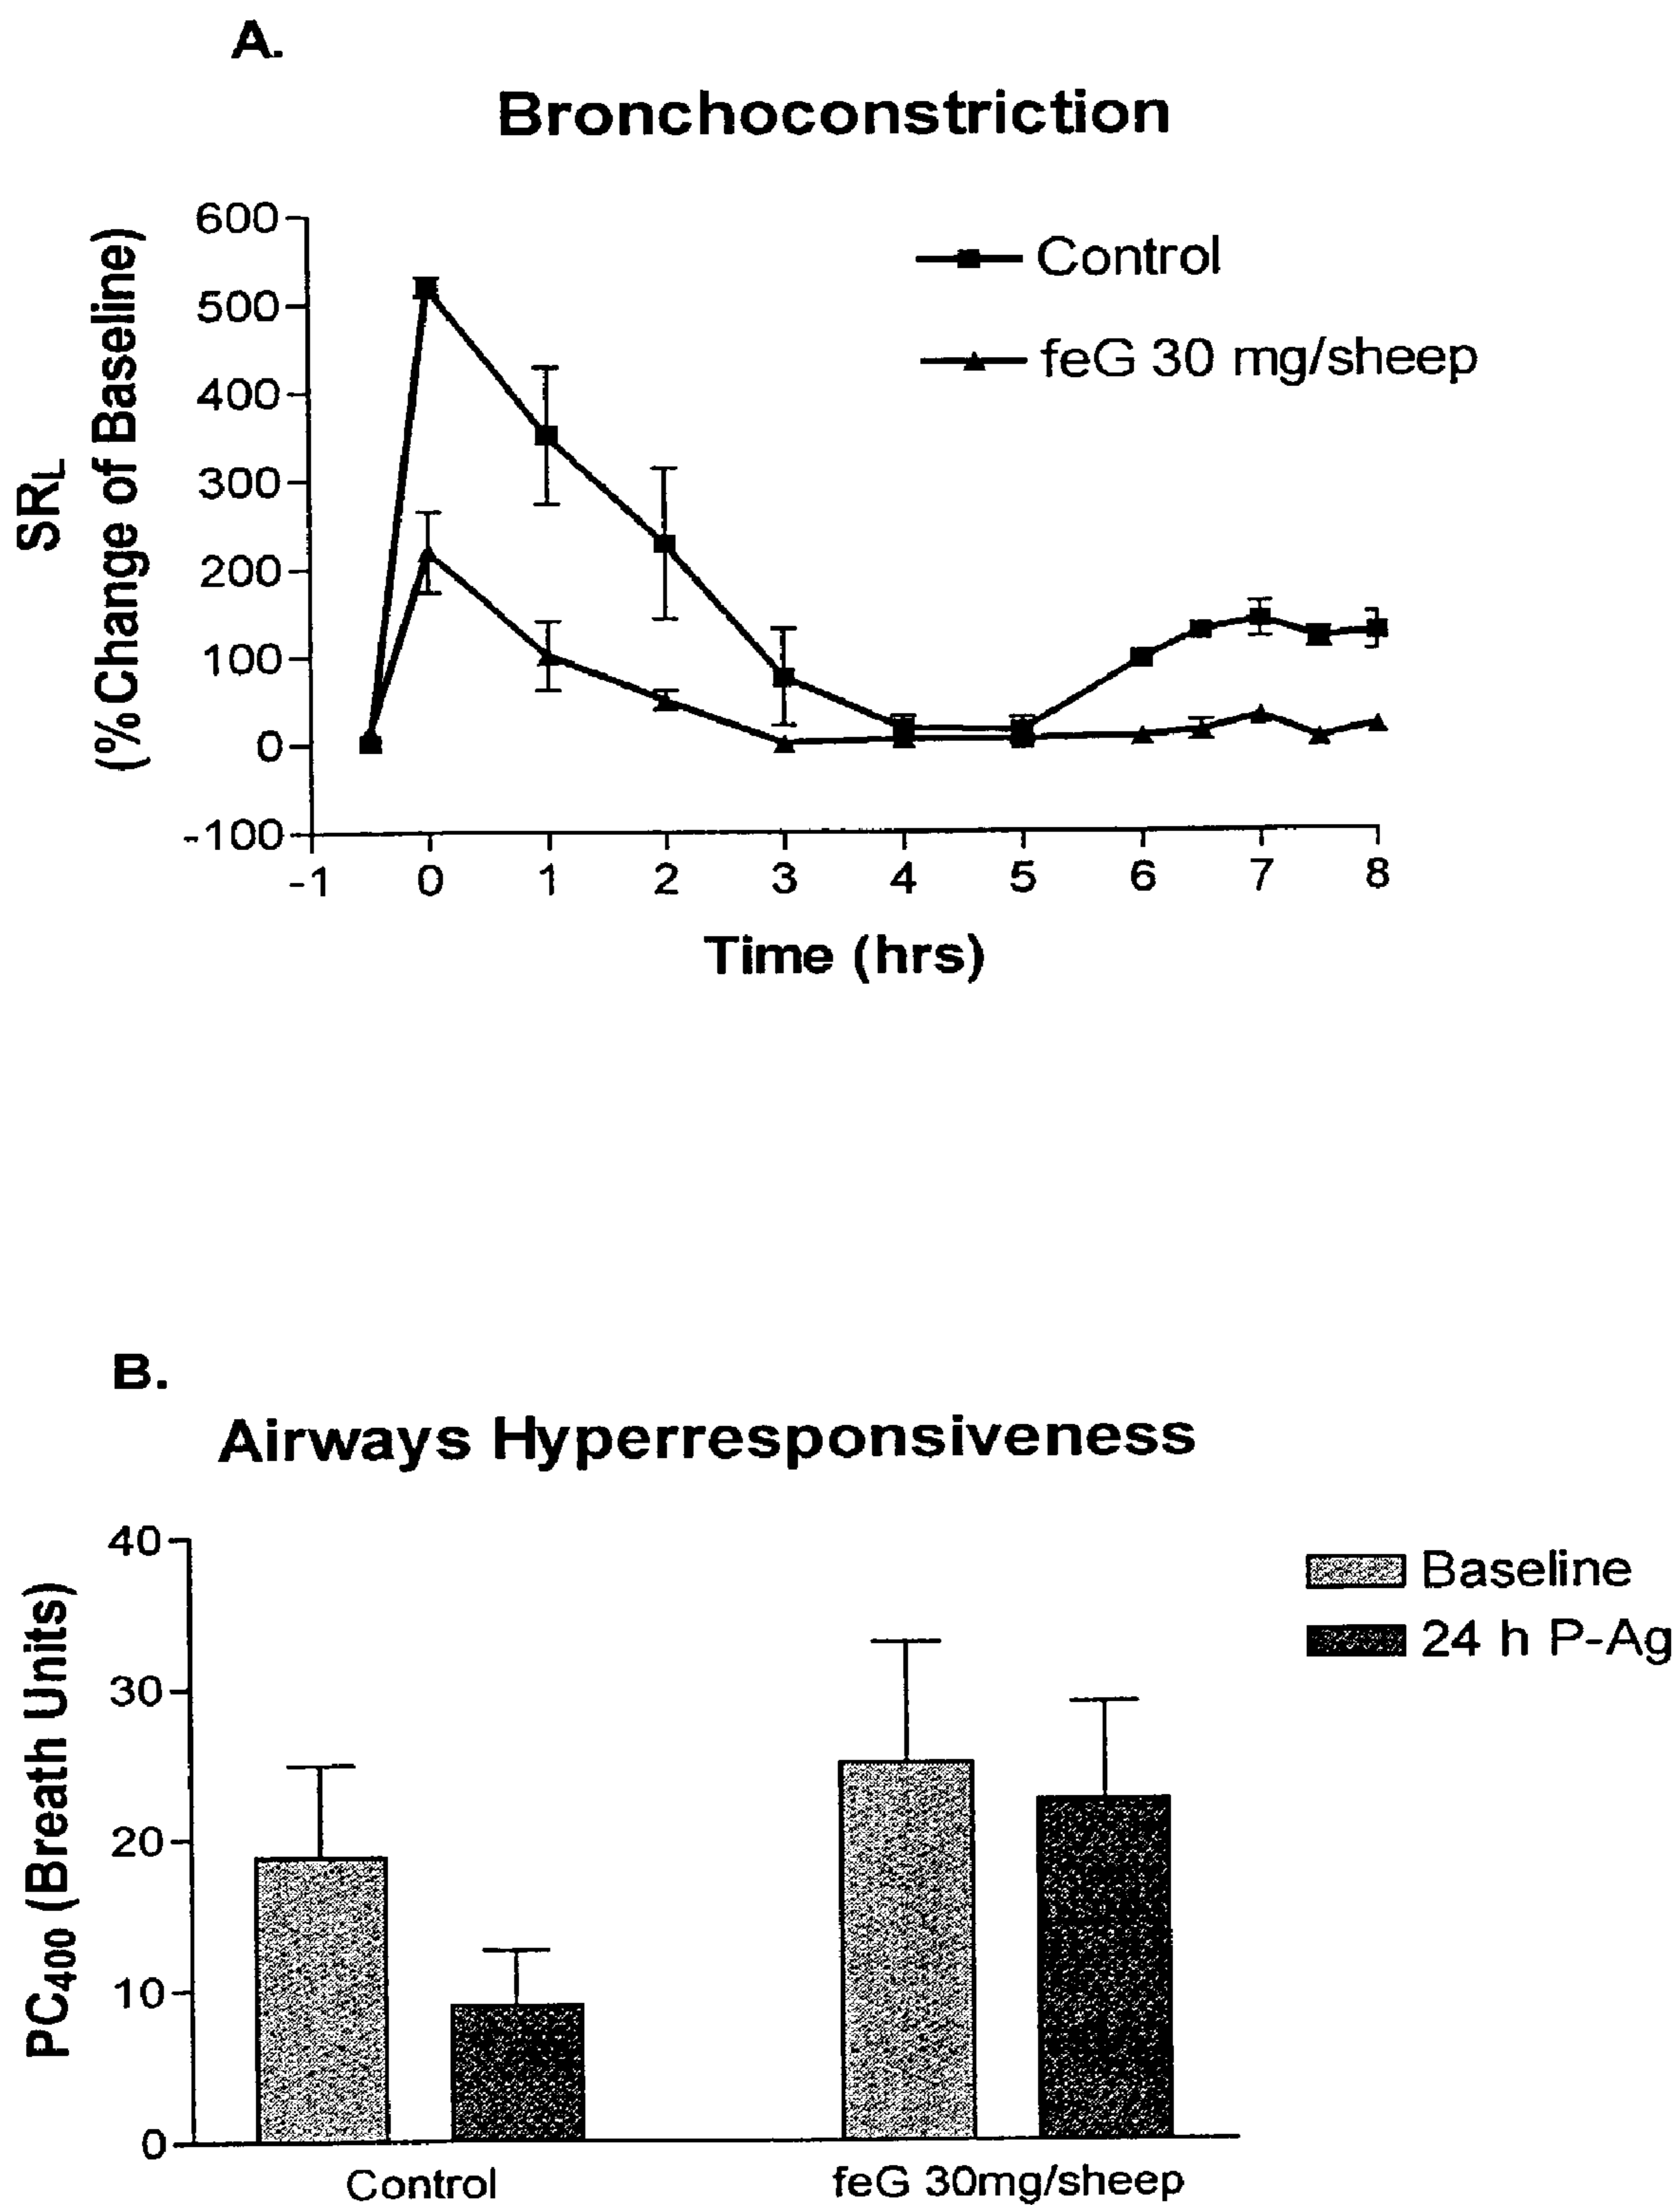 A.
Bronchoconstriction
SRL
(% Change of Baseline)
600
500
400
300
200
100
0
-100
Control
feG 30 mg/sheep
-1 0 1 2 3 4 5 6 7 8
Time (hrs)
B.
Airways Hyperresponsiveness
PC400 (Breath Units)
40
30
20
10
0
Baseline
24 h P-Ag
Control feG 30mg/sheep